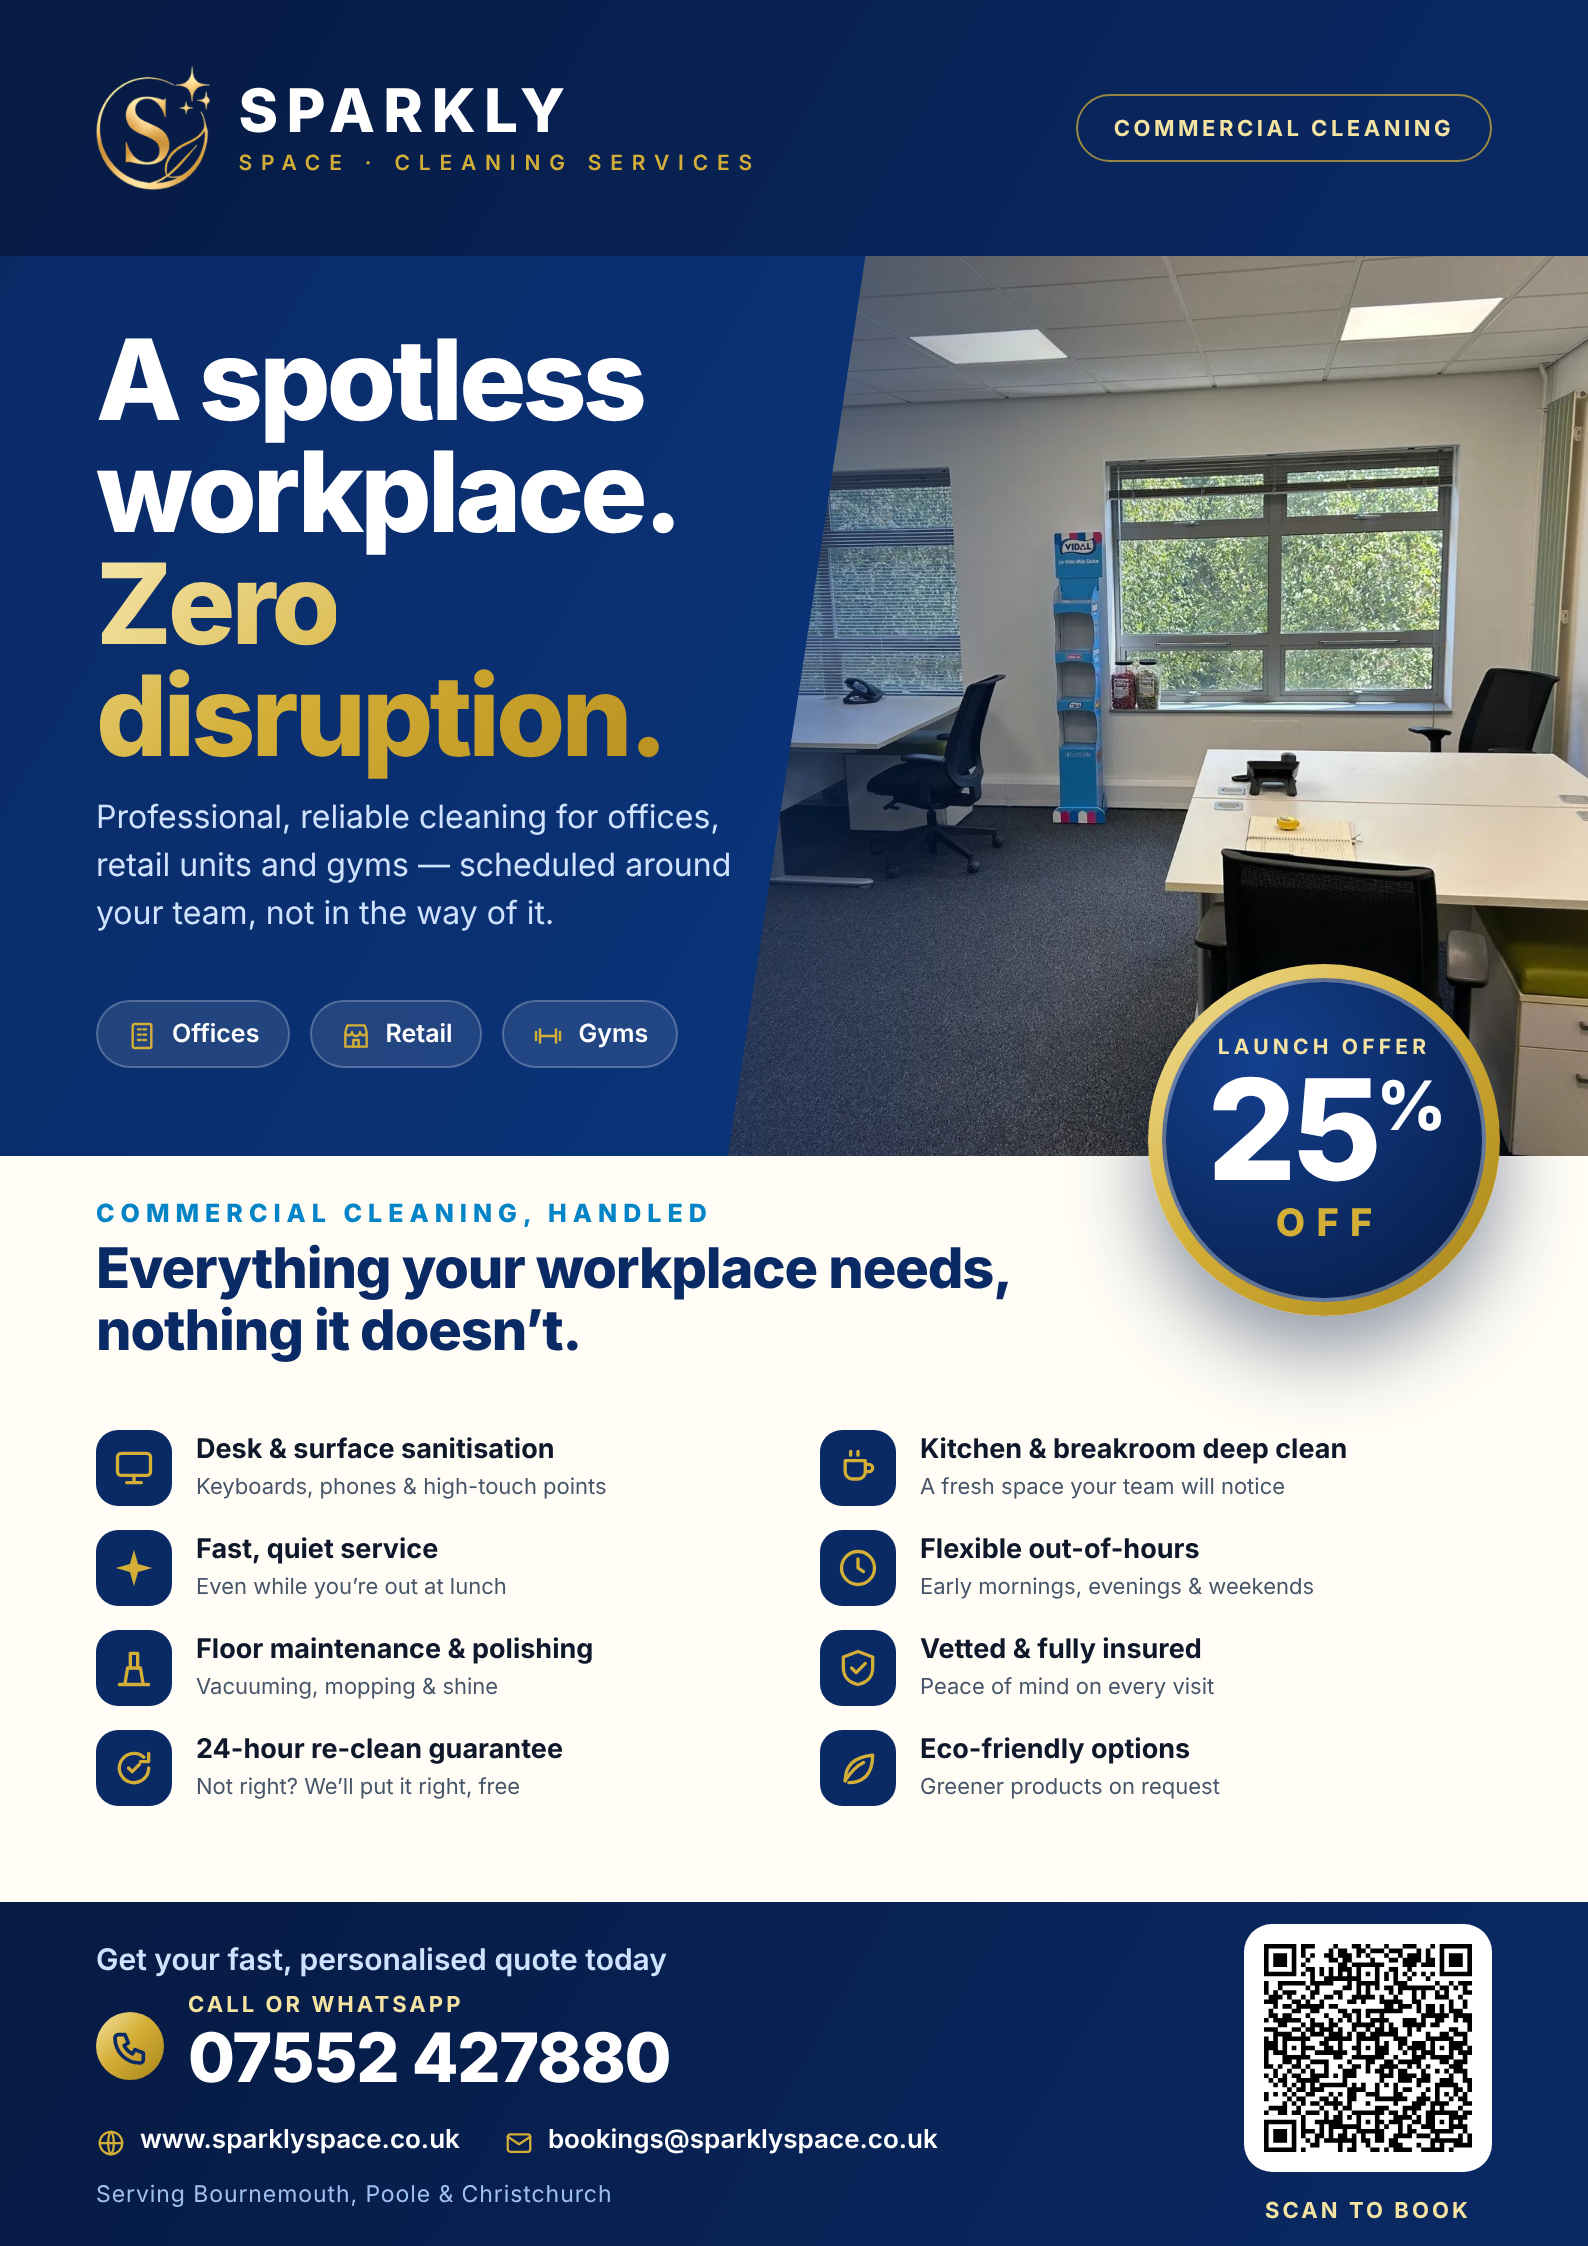 S
SPARKLY
SPACE · CLEANING SERVICES
COMMERCIAL CLEANING
A spotless
workplace.
Zero
disruption.
Professional, reliable cleaning for offices,
retail units and gyms — scheduled around
your team, not in the way of it.
Offices
Retail
Gyms
VIDAL
La Vida Más Dulce
LAUNCH OFFER
25%
OFF
COMMERCIAL CLEANING, HANDLED
Everything your workplace needs,
nothing it doesn’t.
Desk & surface sanitisation
Keyboards, phones & high-touch points
Kitchen & breakroom deep clean
A fresh space your team will notice
Fast, quiet service
Even while you’re out at lunch
Flexible out-of-hours
Early mornings, evenings & weekends
Floor maintenance & polishing
Vacuuming, mopping & shine
Vetted & fully insured
Peace of mind on every visit
24-hour re-clean guarantee
Not right? We’ll put it right, free
Eco-friendly options
Greener products on request
Get your fast, personalised quote today
CALL OR WHATSAPP
07552 427880
www.sparklyspace.co.uk
bookings@sparklyspace.co.uk
Serving Bournemouth, Poole & Christchurch
SCAN TO BOOK